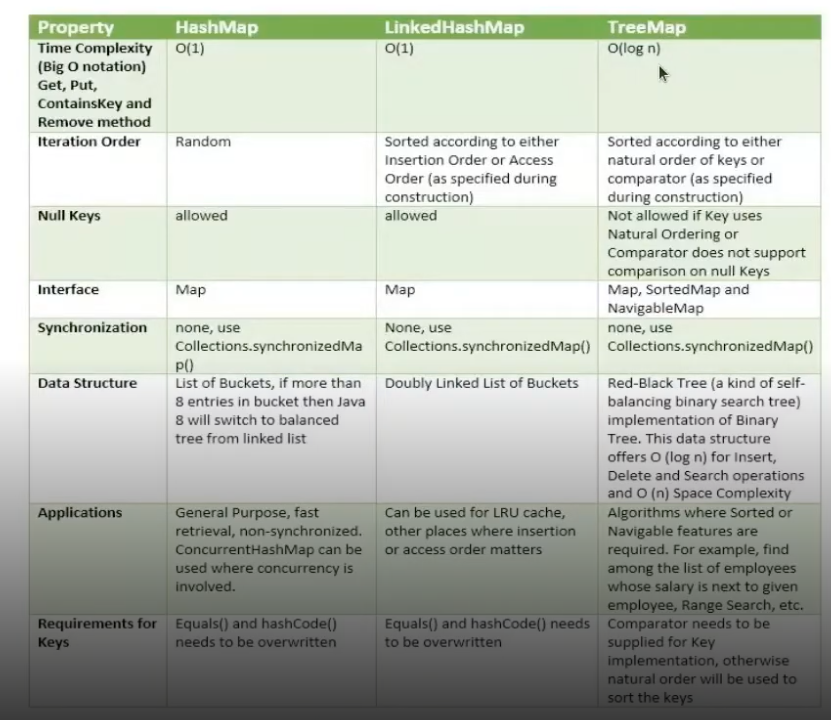 Property HashMap LinkedHashMap TreeMap
Time Complexity
(Big O notation)
Get, Put,
ContainsKey and
Remove method
O(1)
O(1)
O(log n)
Iteration Order
Random
Sorted according to either
Insertion Order or Access
Order (as specified during
construction)
Sorted according to either
natural order of keys or
comparator (as specified
during construction)
Null Keys
allowed
allowed
Not allowed if Key uses
Natural Ordering or
Comparator does not support
comparison on null Keys
Interface
Map
Map
Map, SortedMap and
NavigableMap
Synchronization
none, use
Collections.synchronizedMa
p()
None, use
Collections.synchronizedMap()
none, use
Collections.synchronizedMap()
Data Structure
List of Buckets, if more than
8 entries in bucket then Java
8 will switch to balanced
tree from linked list
Doubly Linked List of Buckets
Red-Black Tree (a kind of self-
balancing binary search tree)
implementation of Binary
Tree. This data structure
offers O (log n) for Insert,
Delete and Search operations
and O (n) Space Complexity
Applications
General Purpose, fast
retrieval, non-synchronized.
ConcurrentHashMap can be
used where concurrency is
involved.
Can be used for LRU cache,
other places where insertion
or access order matters
Algorithms where Sorted or
Navigable features are
required. For example, find
among the list of employees
whose salary is next to given
employee, Range Search, etc.
Requirements for
Keys
Equals() and hashCode()
needs to be overwritten
Equals() and hashCode() needs
to be overwritten
Comparator needs to be
supplied for Key
implementation, otherwise
natural order will be used to
sort the keys